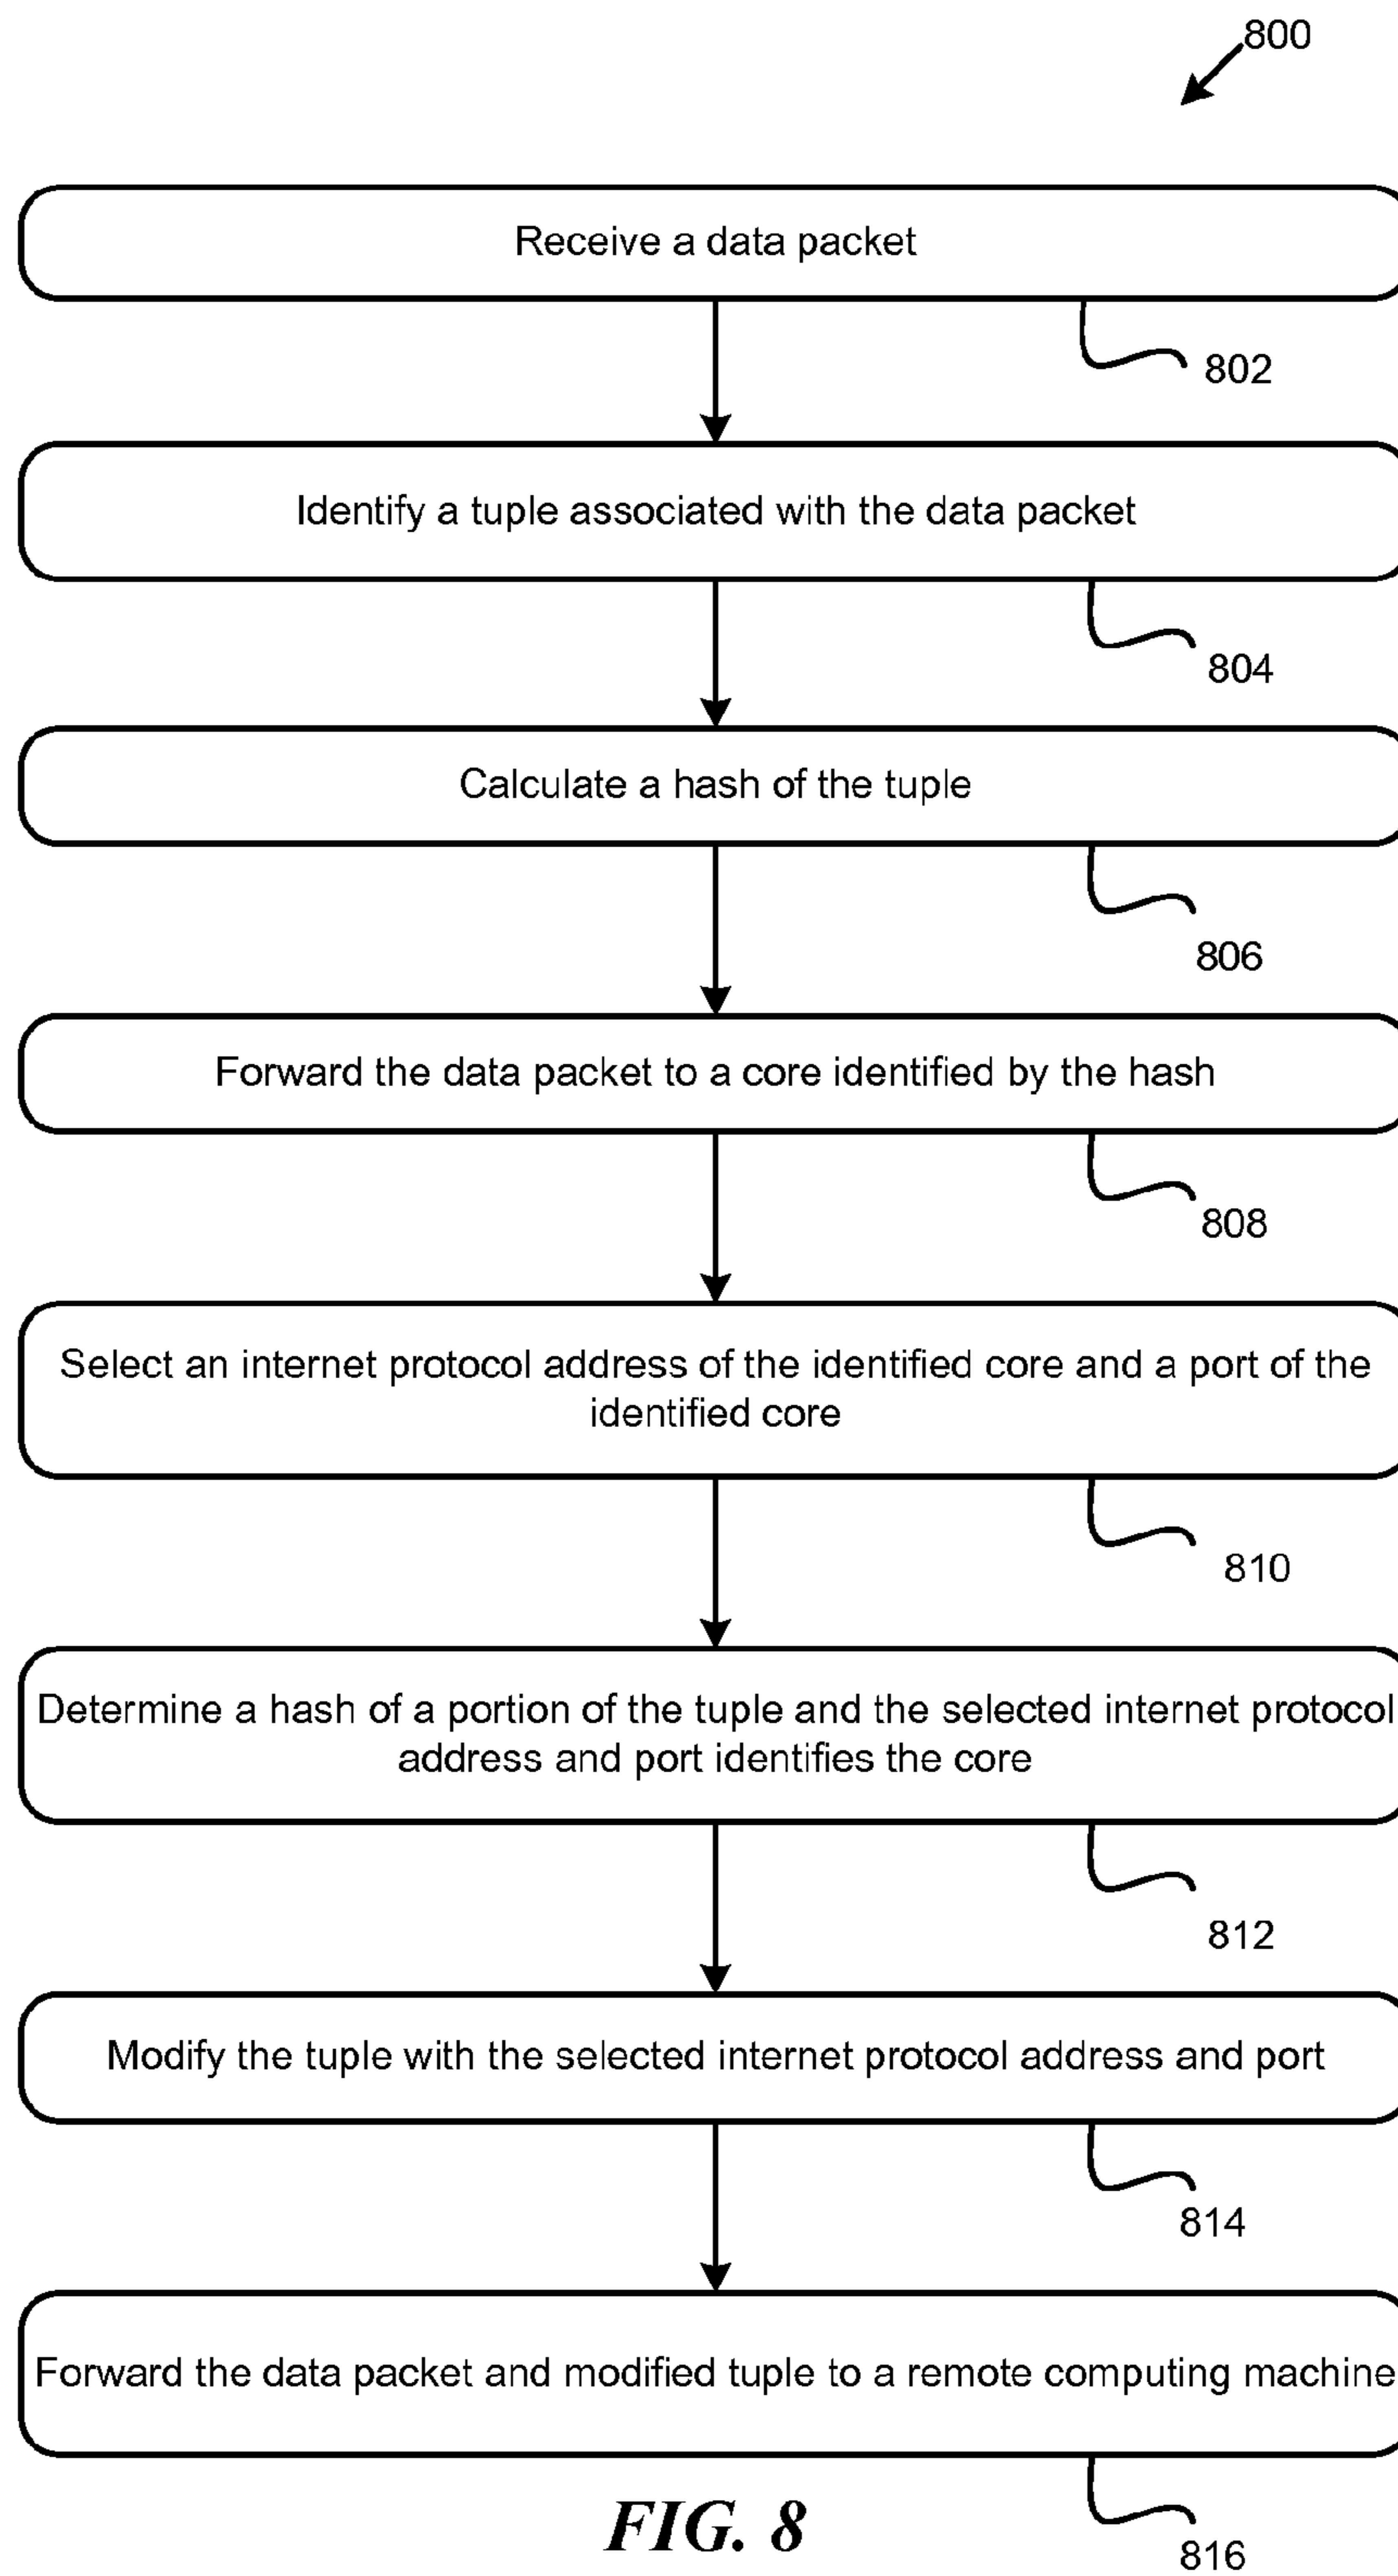 800
Receive a data packet
802
Identify a tuple associated with the data packet
804
Calculate a hash of the tuple
806
Forward the data packet to a core identified by the hash
808
Select an internet protocol address of the identified core and a port of the
identified core
810
Determine a hash of a portion of the tuple and the selected internet protocol
address and port identifies the core
812
Modify the tuple with the selected internet protocol address and port
814
Forward the data packet and modified tuple to a remote computing machine
816
FIG. 8